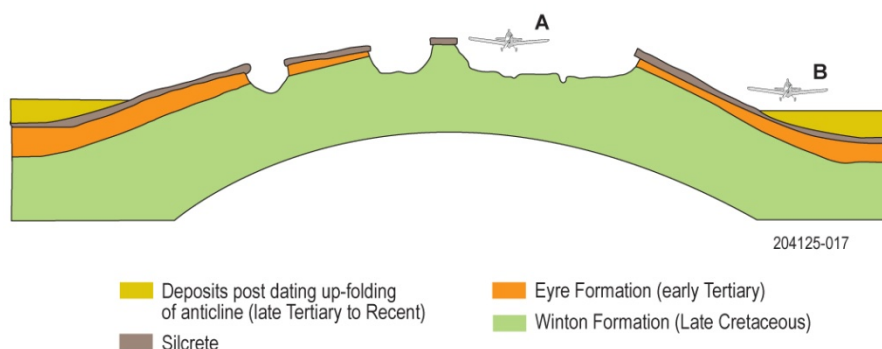 A
B
204125-017
Deposits post dating up-folding
of anticline (late Tertiary to Recent)
Silcrete
Eyre Formation (early Tertiary)
Winton Formation (Late Cretaceous)